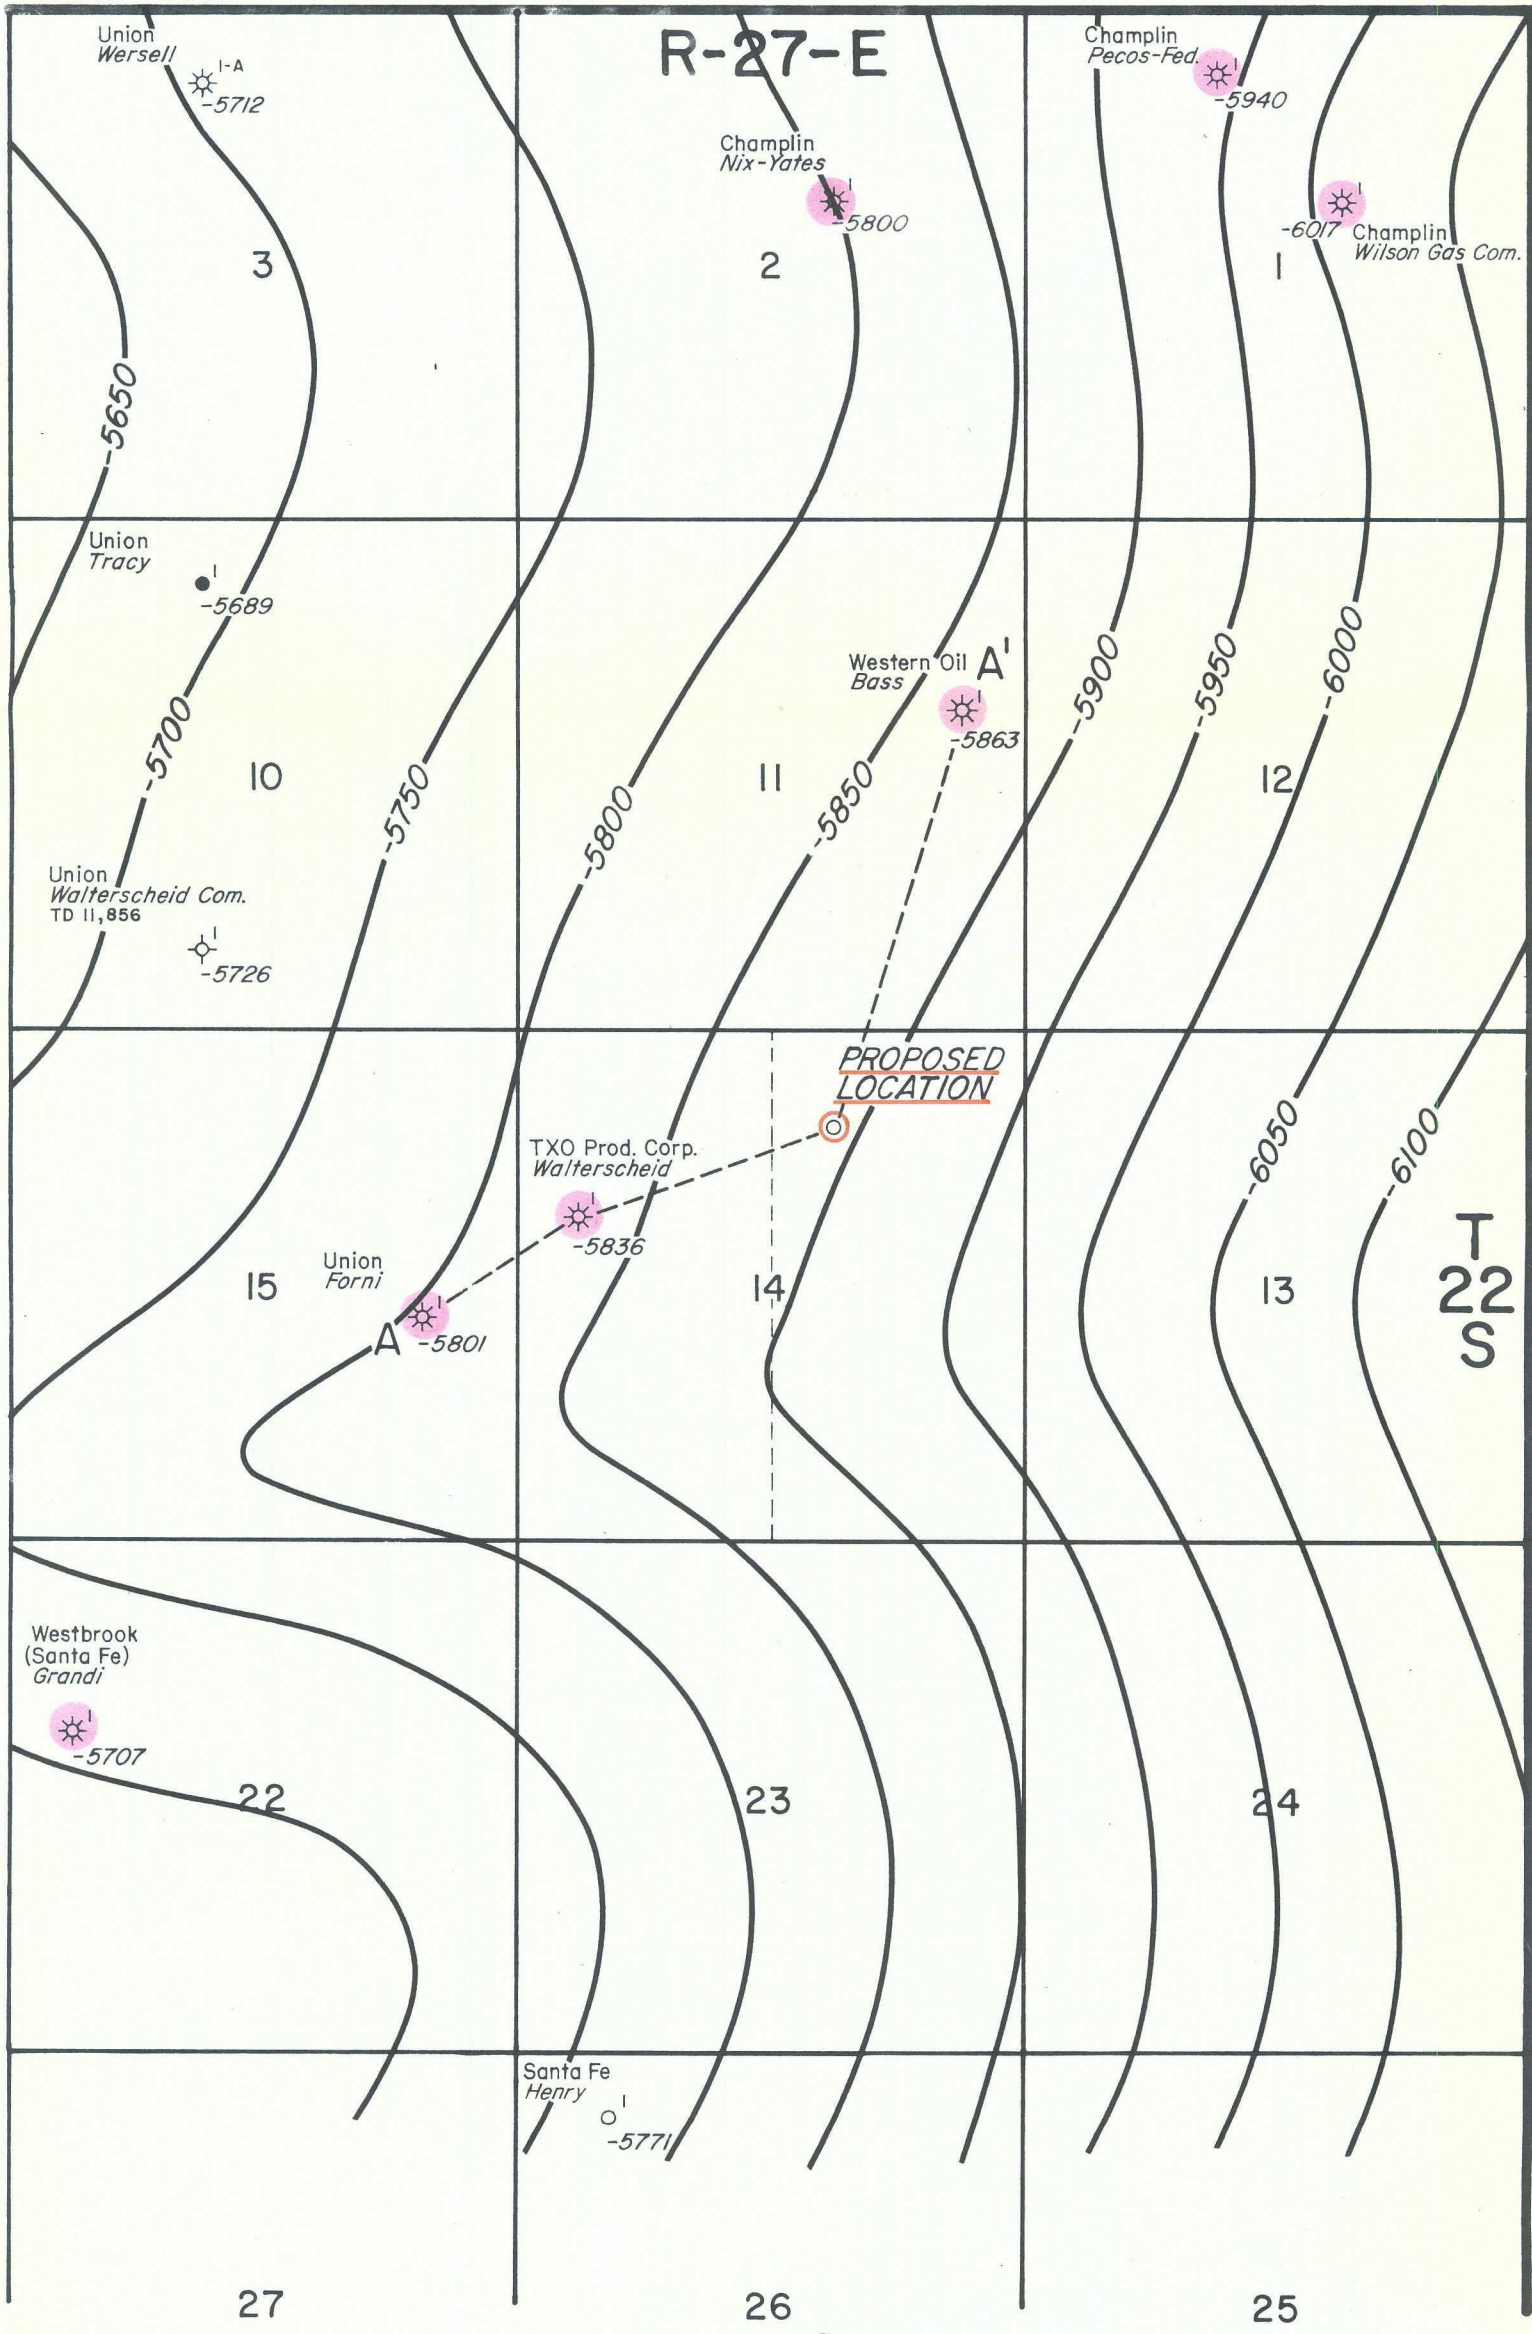 R-27-E
Union
Wersell
1-A
-5712
Champlin
Nix-Yates
1
-5800
Champlin
Pecos-Fed.
1
-5940
1
-6017
Champlin
Wilson Gas Com.
3
2
1
-5650
Union
Tracy
1
-5689
-5700
10
-5750
-5800
11
-5850
Western Oil
Bass
A'
1
-5863
-5900
-5950
-6000
12
Union
Walterscheid Com.
TD 11,856
1
-5726
PROPOSED
LOCATION
TXO Prod. Corp.
Walterscheid
1
-5836
Union
Forni
1
A
-5801
15
14
13
-6050
-6100
T
22
S
Westbrook
(Santa Fe)
Grandi
1
-5707
22
23
24
Santa Fe
Henry
1
-5771
27
26
25